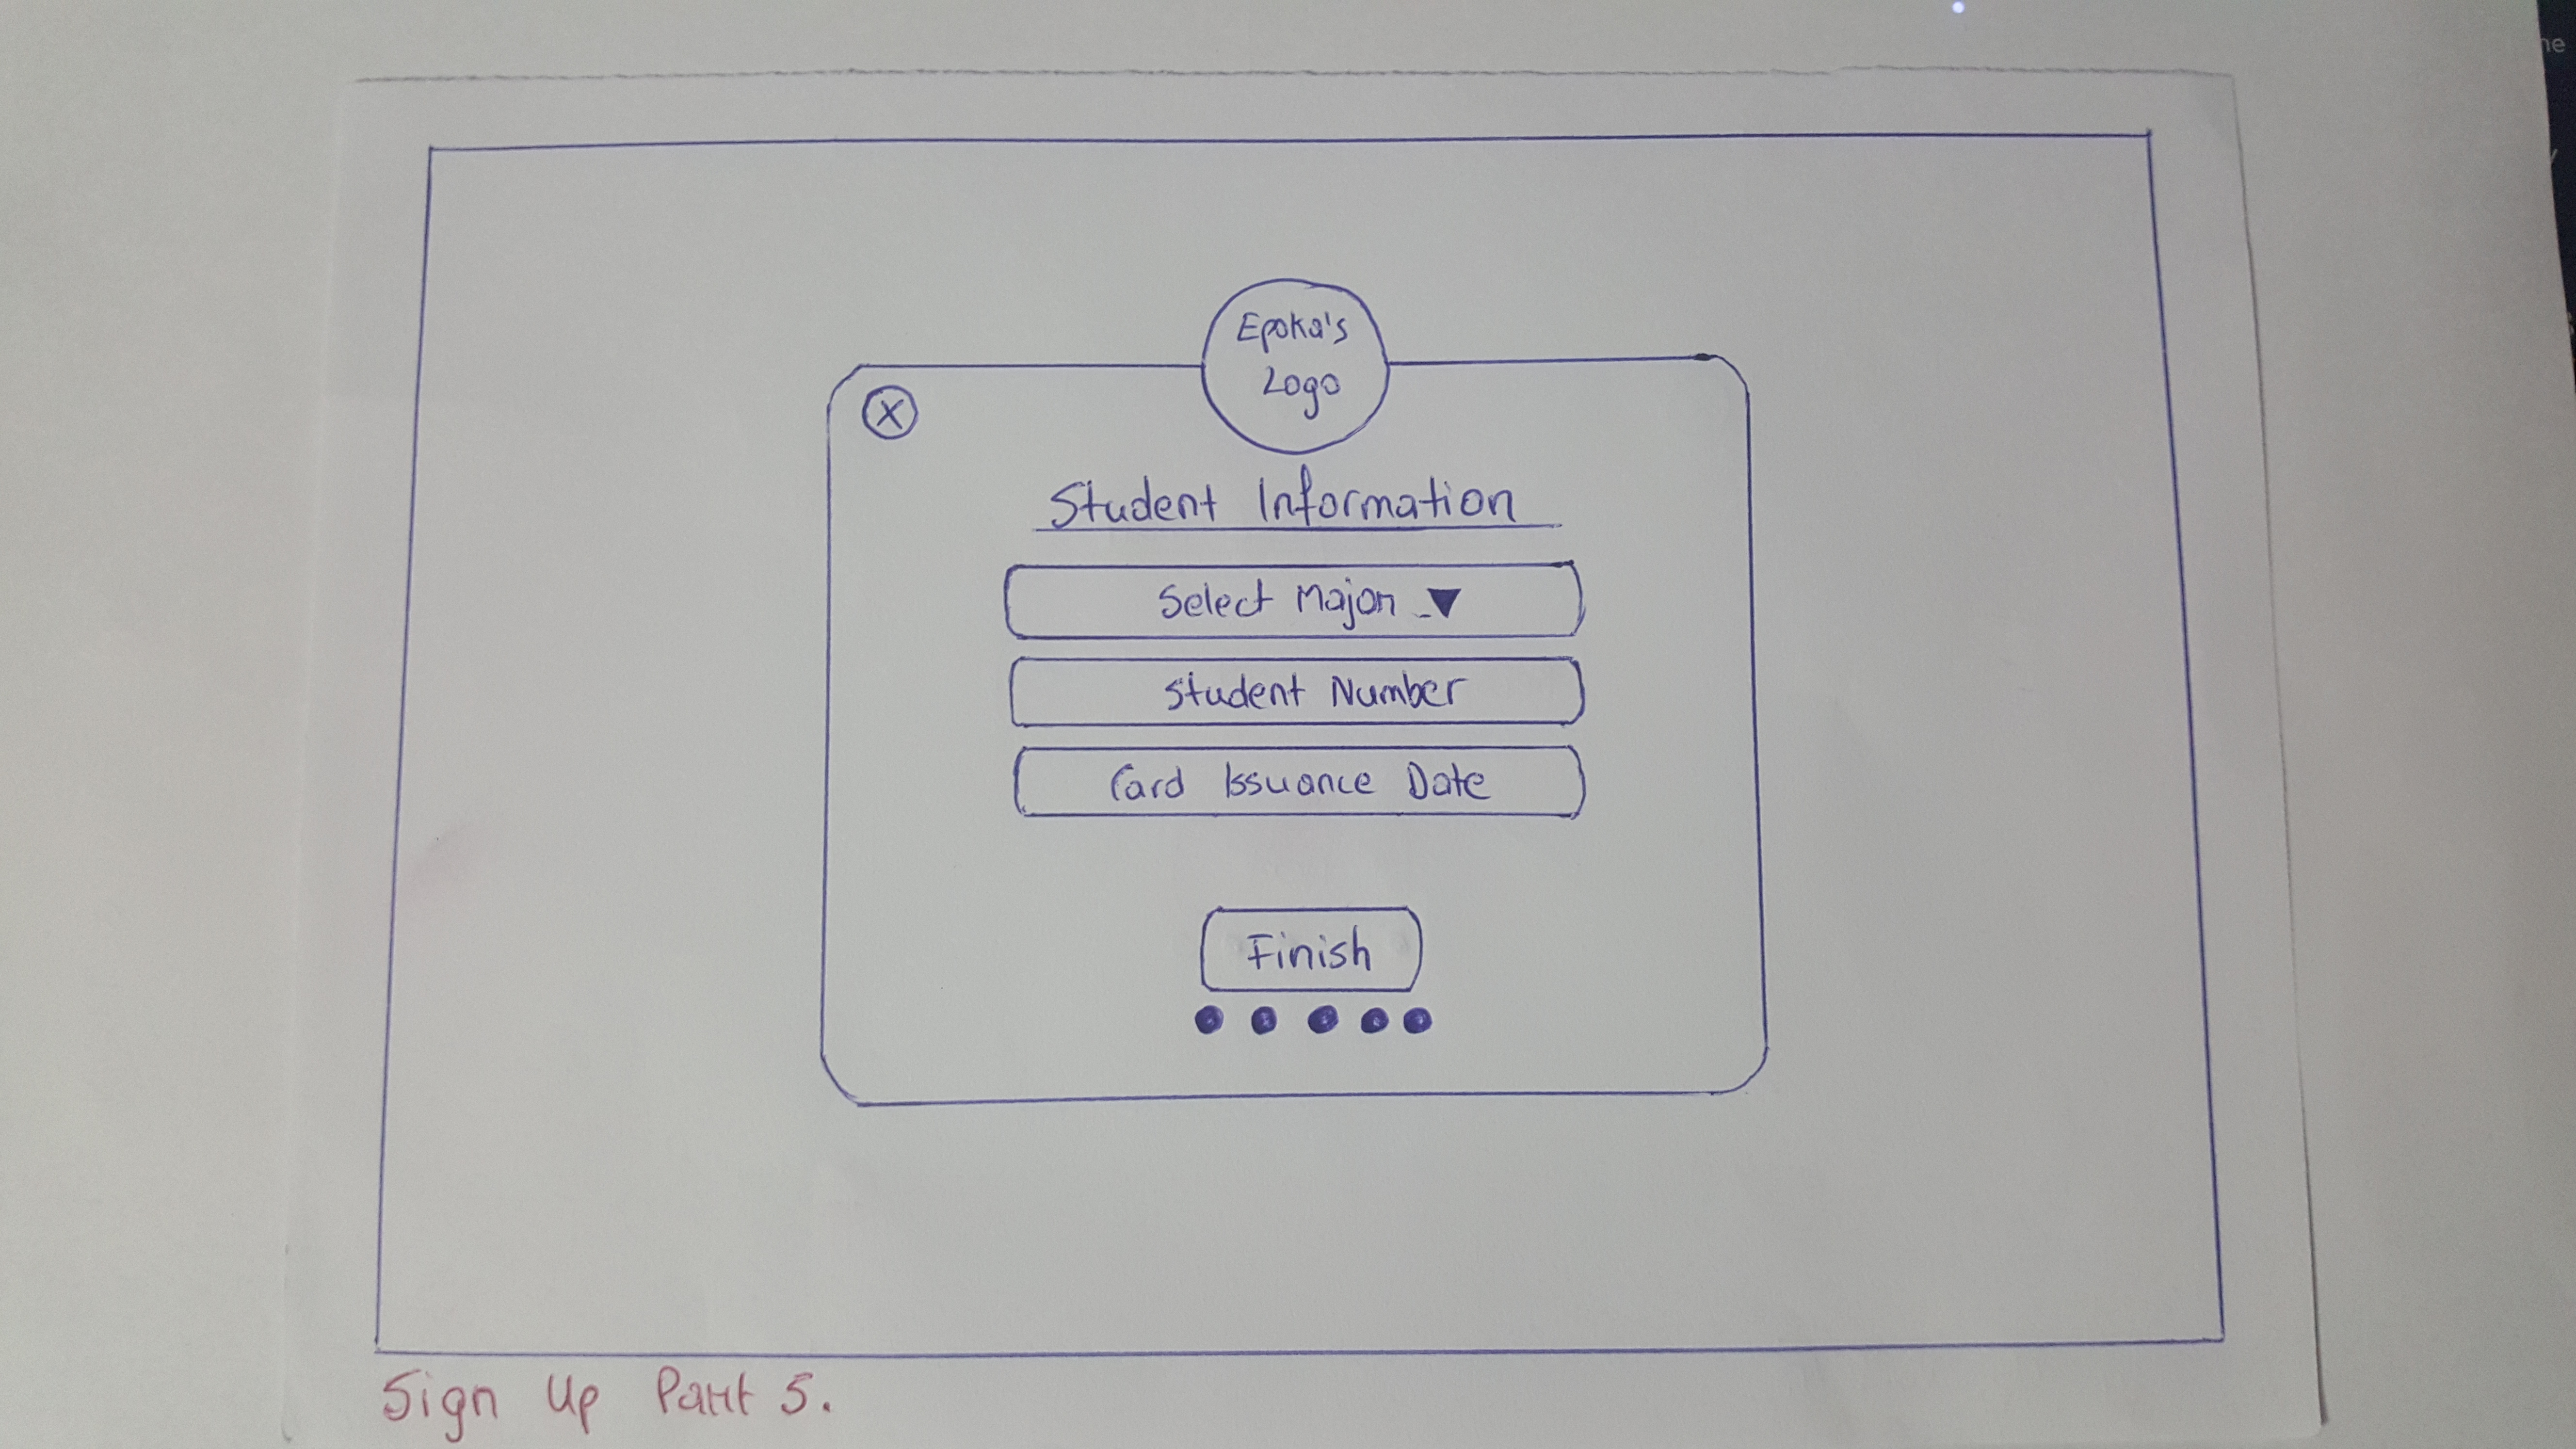 Epoka's
Logo
X
Student Information
Select Major
Student Number
Card Issuance Date
Finish
Sign Up Part 5.